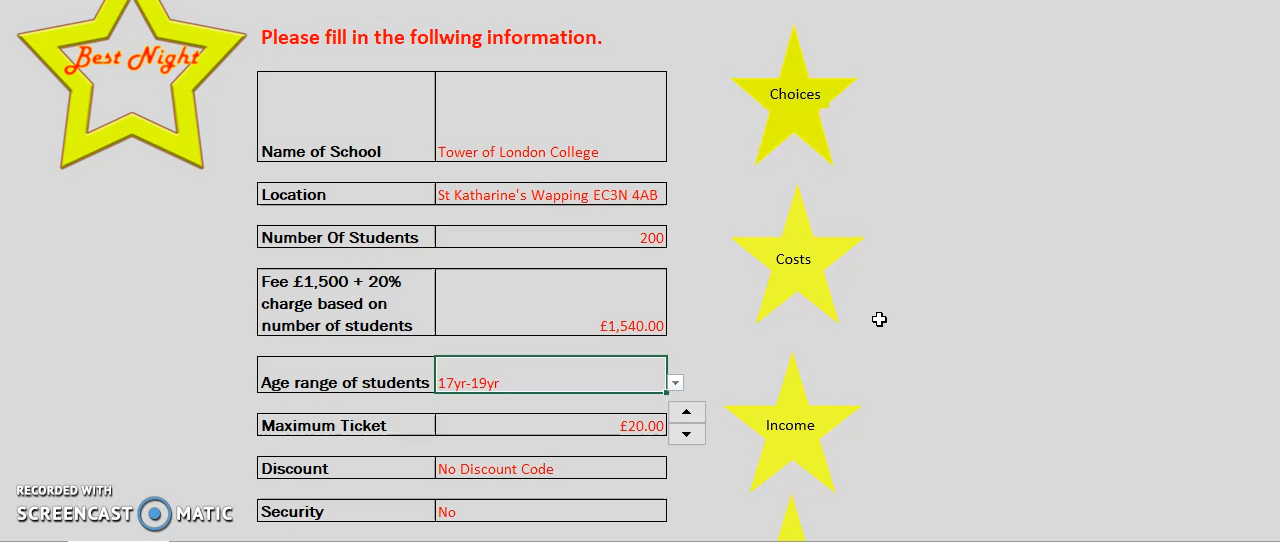 Best Night
Please fill in the follwing information.
Name of School
Tower of London College
Location
St Katharine's Wapping EC3N 4AB
Number Of Students
200
Fee £1,500 + 20%
charge based on
number of students
£1,540.00
Age range of students
17yr-19yr
Maximum Ticket
£20.00
Discount
No Discount Code
Security
No
Choices
Costs
Income
RECORDED WITH
SCREENCAST MATIC